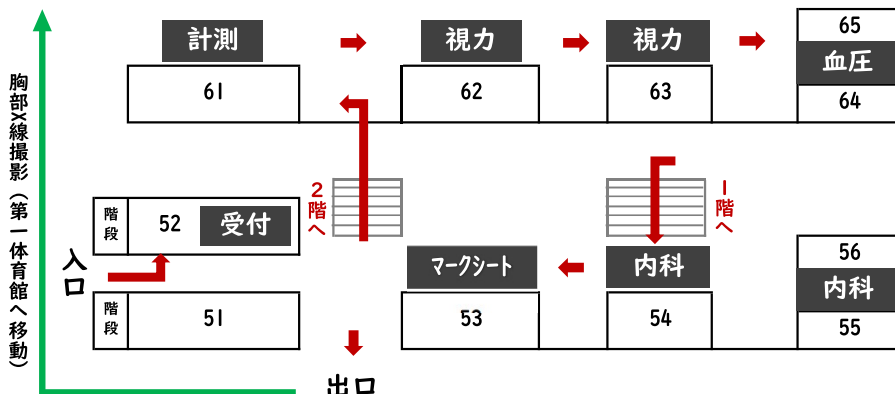 計測
視力
視力
65
血圧
64
61
62
63
胸部X線撮影（第一体育館へ移動）
2階へ
1階へ
階段
52
受付
入口
マークシート
内科
56
内科
55
階段
51
53
54
出口